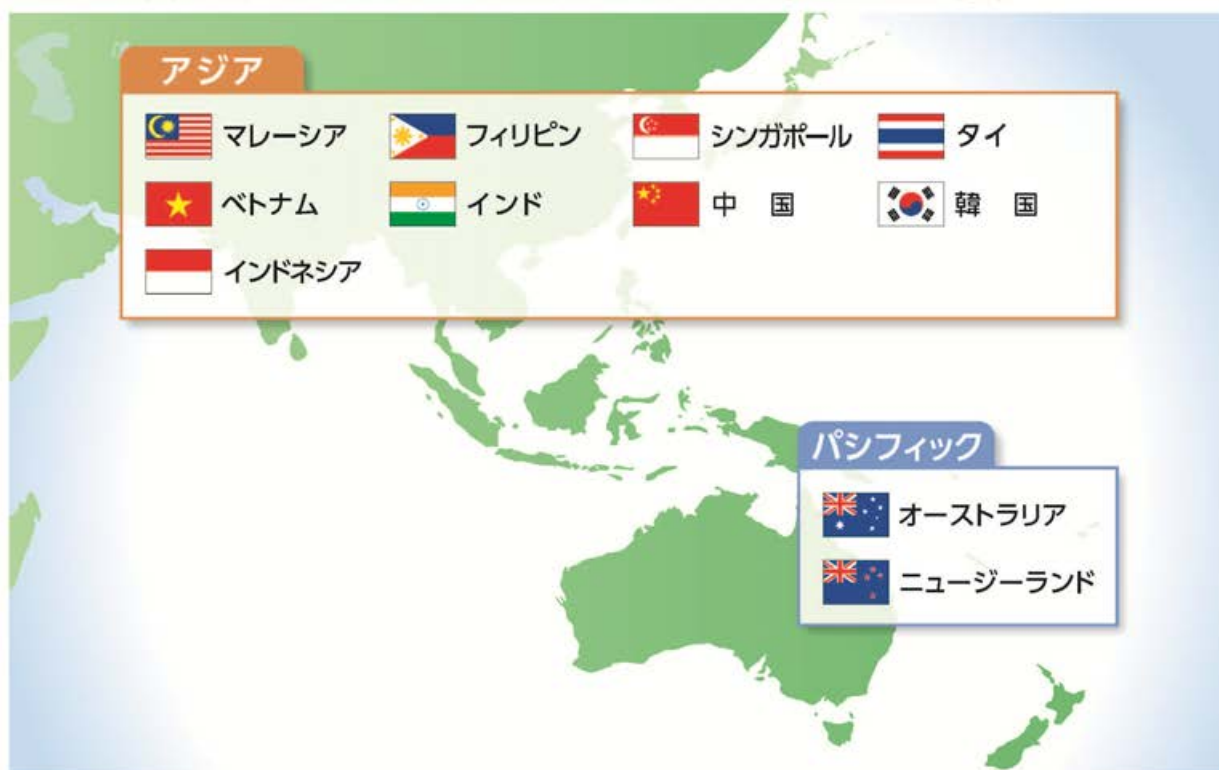 アジア
マレーシア フィリピン シンガポール タイ
ベトナム インド 中 国 韓 国
インドネシア
パシフィック
オーストラリア
ニュージーランド